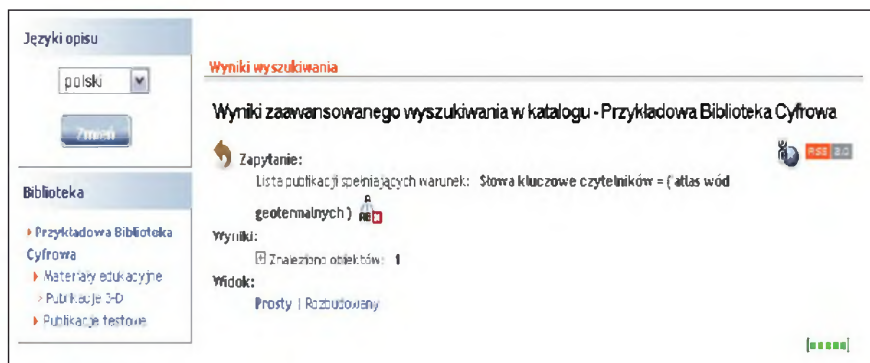 Języki opisu
polski
Zmień
Biblioteka
Przykładowa Biblioteka
Cyfrowa
Materiały edukacyjne
Publikacje 3-D
Publikacje testowe
Wyniki wyszukiwania
Wyniki zaawansowanego wyszukiwania w katalogu - Przykładowa Biblioteka Cyfrowa
RSS 2.0
Zapytanie:
Lista publikacji spełniających warunek: Słowa kluczowe czytelników = ( atlas wód
geotermalnych )
Wyniki:
Znaleziono obiektów: 1
Widok:
Prosty | Rozbudowany